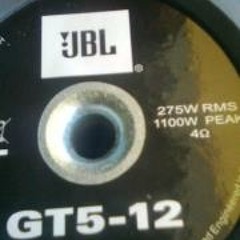 JBL
®
275W RMS
1100W PEAK
4Ω
GT5-12